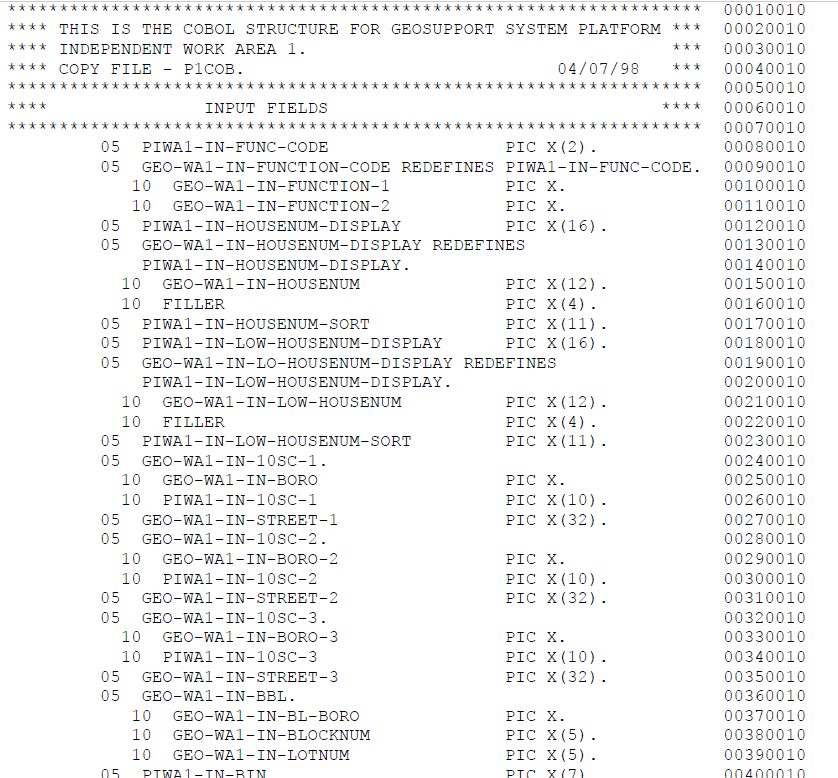 ******************************************************************* 00010010
**** THIS IS THE COBOL STRUCTURE FOR GEOSUPPORT SYSTEM PLATFORM *** 00020010
**** INDEPENDENT WORK AREA 1. *** 00030010
**** COPY FILE - P1COB. 04/07/98 *** 00040010
******************************************************************* 00050010
**** INPUT FIELDS **** 00060010
******************************************************************* 00070010
05 PIWA1-IN-FUNC-CODE PIC X(2). 00080010
05 GEO-WA1-IN-FUNCTION-CODE REDEFINES PIWA1-IN-FUNC-CODE. 00090010
10 GEO-WA1-IN-FUNCTION-1 PIC X. 00100010
10 GEO-WA1-IN-FUNCTION-2 PIC X. 00110010
05 PIWA1-IN-HOUSENUM-DISPLAY PIC X(16). 00120010
05 GEO-WA1-IN-HOUSENUM-DISPLAY REDEFINES 00130010
PIWA1-IN-HOUSENUM-DISPLAY. 00140010
10 GEO-WA1-IN-HOUSENUM PIC X(12). 00150010
10 FILLER PIC X(4). 00160010
05 PIWA1-IN-HOUSENUM-SORT PIC X(11). 00170010
05 PIWA1-IN-LOW-HOUSENUM-DISPLAY PIC X(16). 00180010
05 GEO-WA1-IN-LO-HOUSENUM-DISPLAY REDEFINES 00190010
PIWA1-IN-LOW-HOUSENUM-DISPLAY. 00200010
10 GEO-WA1-IN-LOW-HOUSENUM PIC X(12). 00210010
10 FILLER PIC X(4). 00220010
05 PIWA1-IN-LOW-HOUSENUM-SORT PIC X(11). 00230010
05 GEO-WA1-IN-10SC-1. 00240010
10 GEO-WA1-IN-BORO PIC X. 00250010
10 PIWA1-IN-10SC-1 PIC X(10). 00260010
05 GEO-WA1-IN-STREET-1 PIC X(32). 00270010
05 GEO-WA1-IN-10SC-2. 00280010
10 GEO-WA1-IN-BORO-2 PIC X. 00290010
10 PIWA1-IN-10SC-2 PIC X(10). 00300010
05 GEO-WA1-IN-STREET-2 PIC X(32). 00310010
05 GEO-WA1-IN-10SC-3. 00320010
10 GEO-WA1-IN-BORO-3 PIC X. 00330010
10 PIWA1-IN-10SC-3 PIC X(10). 00340010
05 GEO-WA1-IN-STREET-3 PIC X(32). 00350010
05 GEO-WA1-IN-BBL. 00360010
10 GEO-WA1-IN-BL-BORO PIC X. 00370010
10 GEO-WA1-IN-BLOCKNUM PIC X(5). 00380010
10 GEO-WA1-IN-LOTNUM PIC X(5). 00390010
05 PIWA1-IN-BIN PIC X(7). 00400010